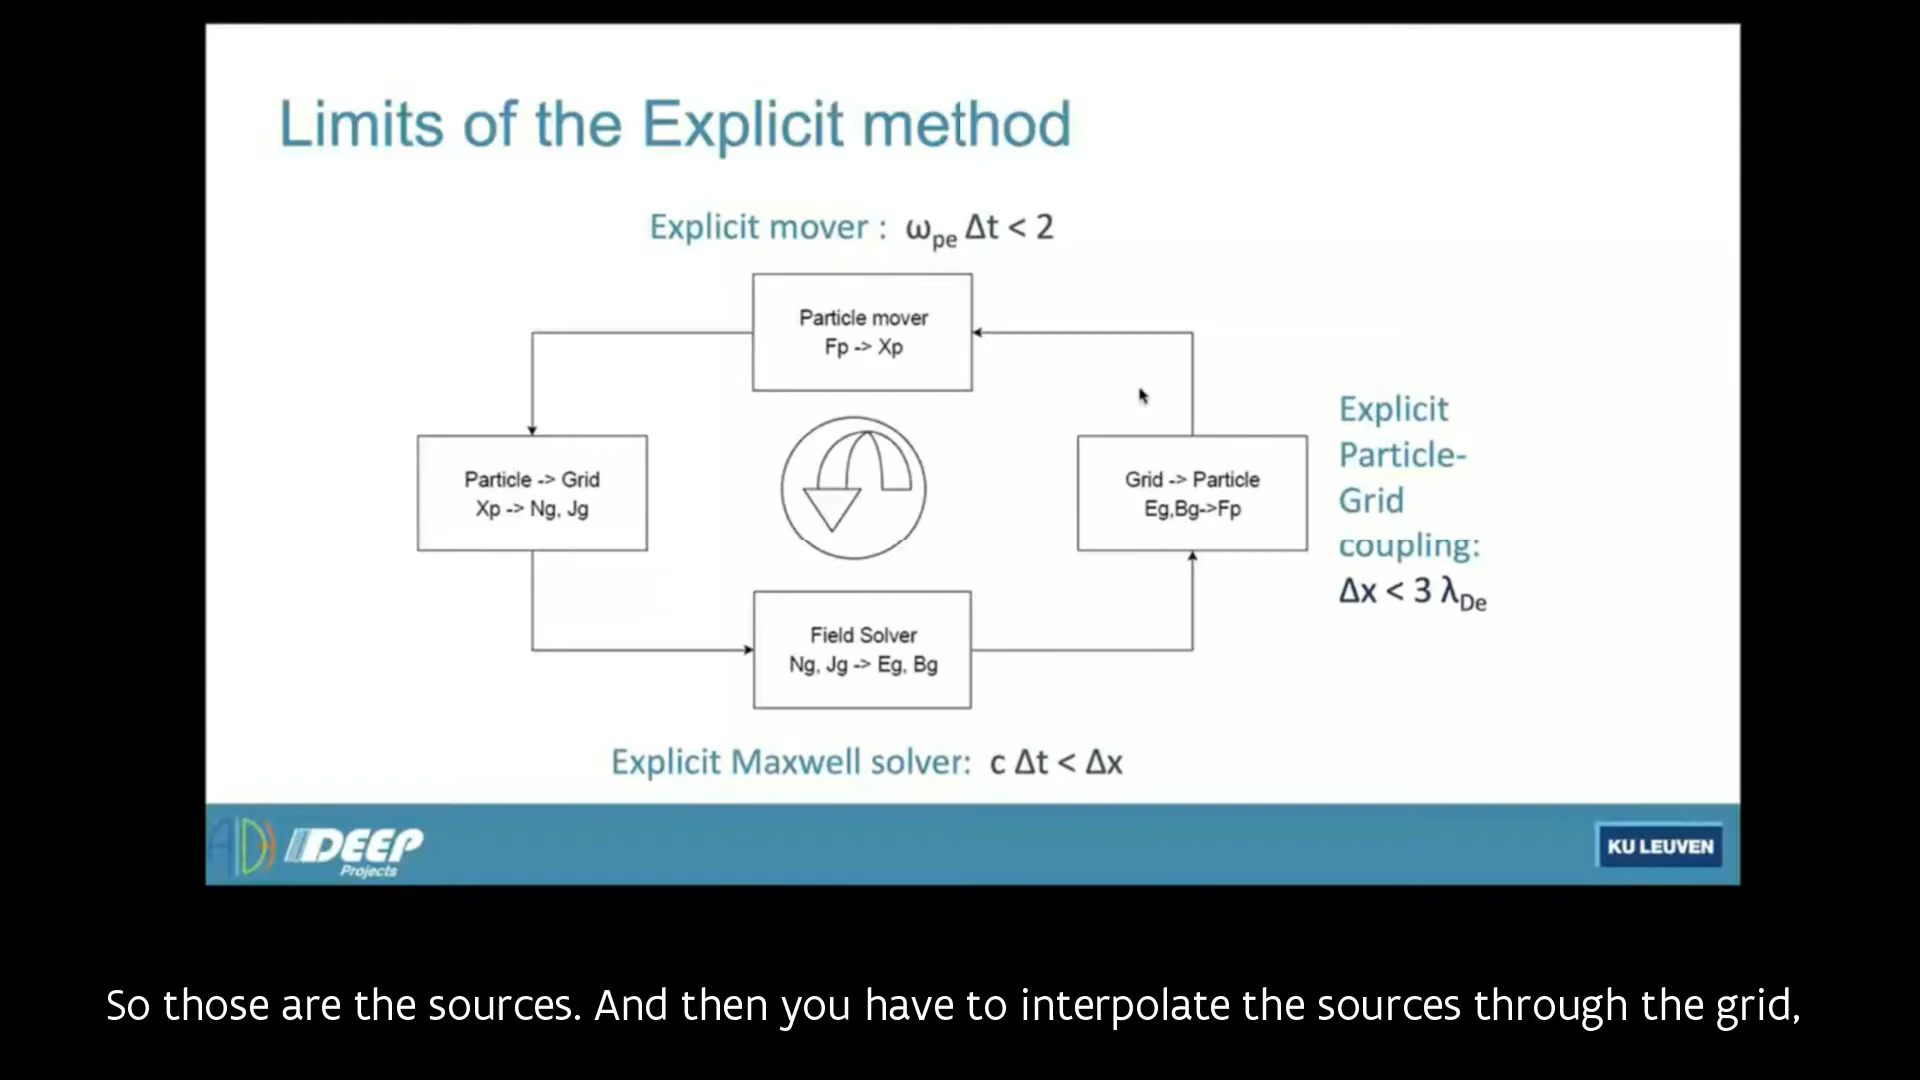 Limits of the Explicit method
Explicit mover : ωpe Δt < 2
Particle mover
Fp -> Xp
Particle -> Grid
Xp -> Ng, Jg
Grid -> Particle
Eg,Bg->Fp
Explicit
Particle-
Grid
coupling:
Δx < 3 λDe
Field Solver
Ng, Jg -> Eg, Bg
Explicit Maxwell solver: c Δt < Δx
DEEP
Projects
KU LEUVEN
So those are the sources. And then you have to interpolate the sources through the grid,